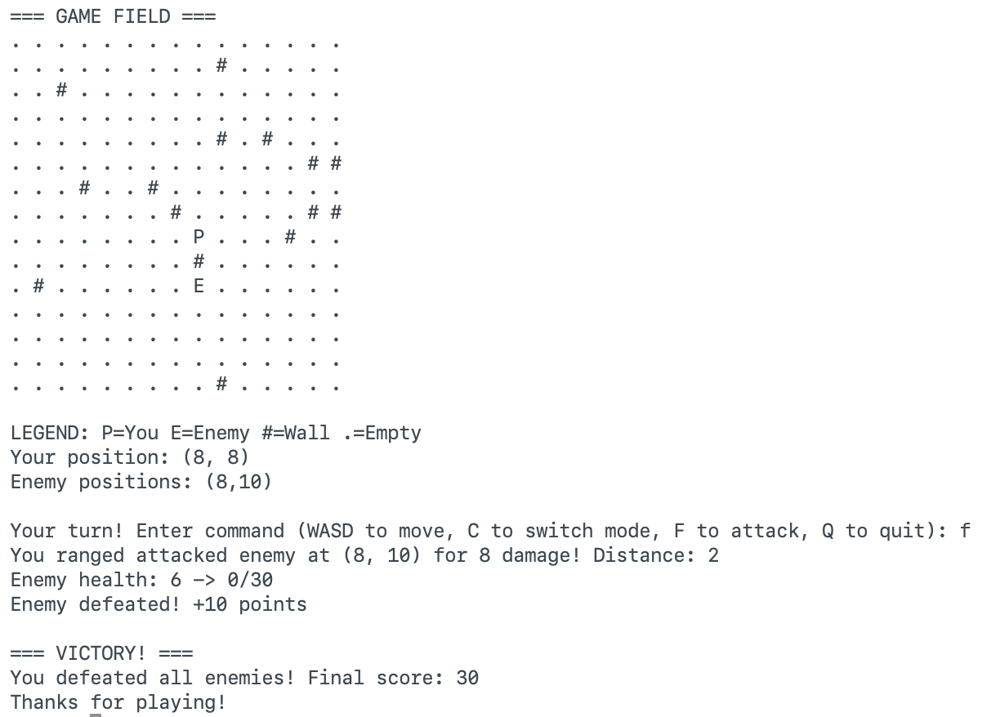 === GAME FIELD ===
. . . . . . . . . . . . . . .
. . . . . . . . . # . . . . .
. . # . . . . . . . . . . . .
. . . . . . . . . . . . . . .
. . . . . . . . . # . # . . .
. . . . . . . . . . . . . # #
. . . # . . # . . . . . . . .
. . . . . . . # . . . . . # #
. . . . . . . . P . . . # . .
. . . . . . . . # . . . . . .
. # . . . . . . E . . . . . .
. . . . . . . . . . . . . . .
. . . . . . . . . . . . . . .
. . . . . . . . . . . . . . .
. . . . . . . . . # . . . . .
LEGEND: P=You E=Enemy #=Wall .=Empty
Your position: (8, 8)
Enemy positions: (8,10)
Your turn! Enter command (WASD to move, C to switch mode, F to attack, Q to quit): f
You ranged attacked enemy at (8, 10) for 8 damage! Distance: 2
Enemy health: 6 -> 0/30
Enemy defeated! +10 points
=== VICTORY! ===
You defeated all enemies! Final score: 30
Thanks for playing!